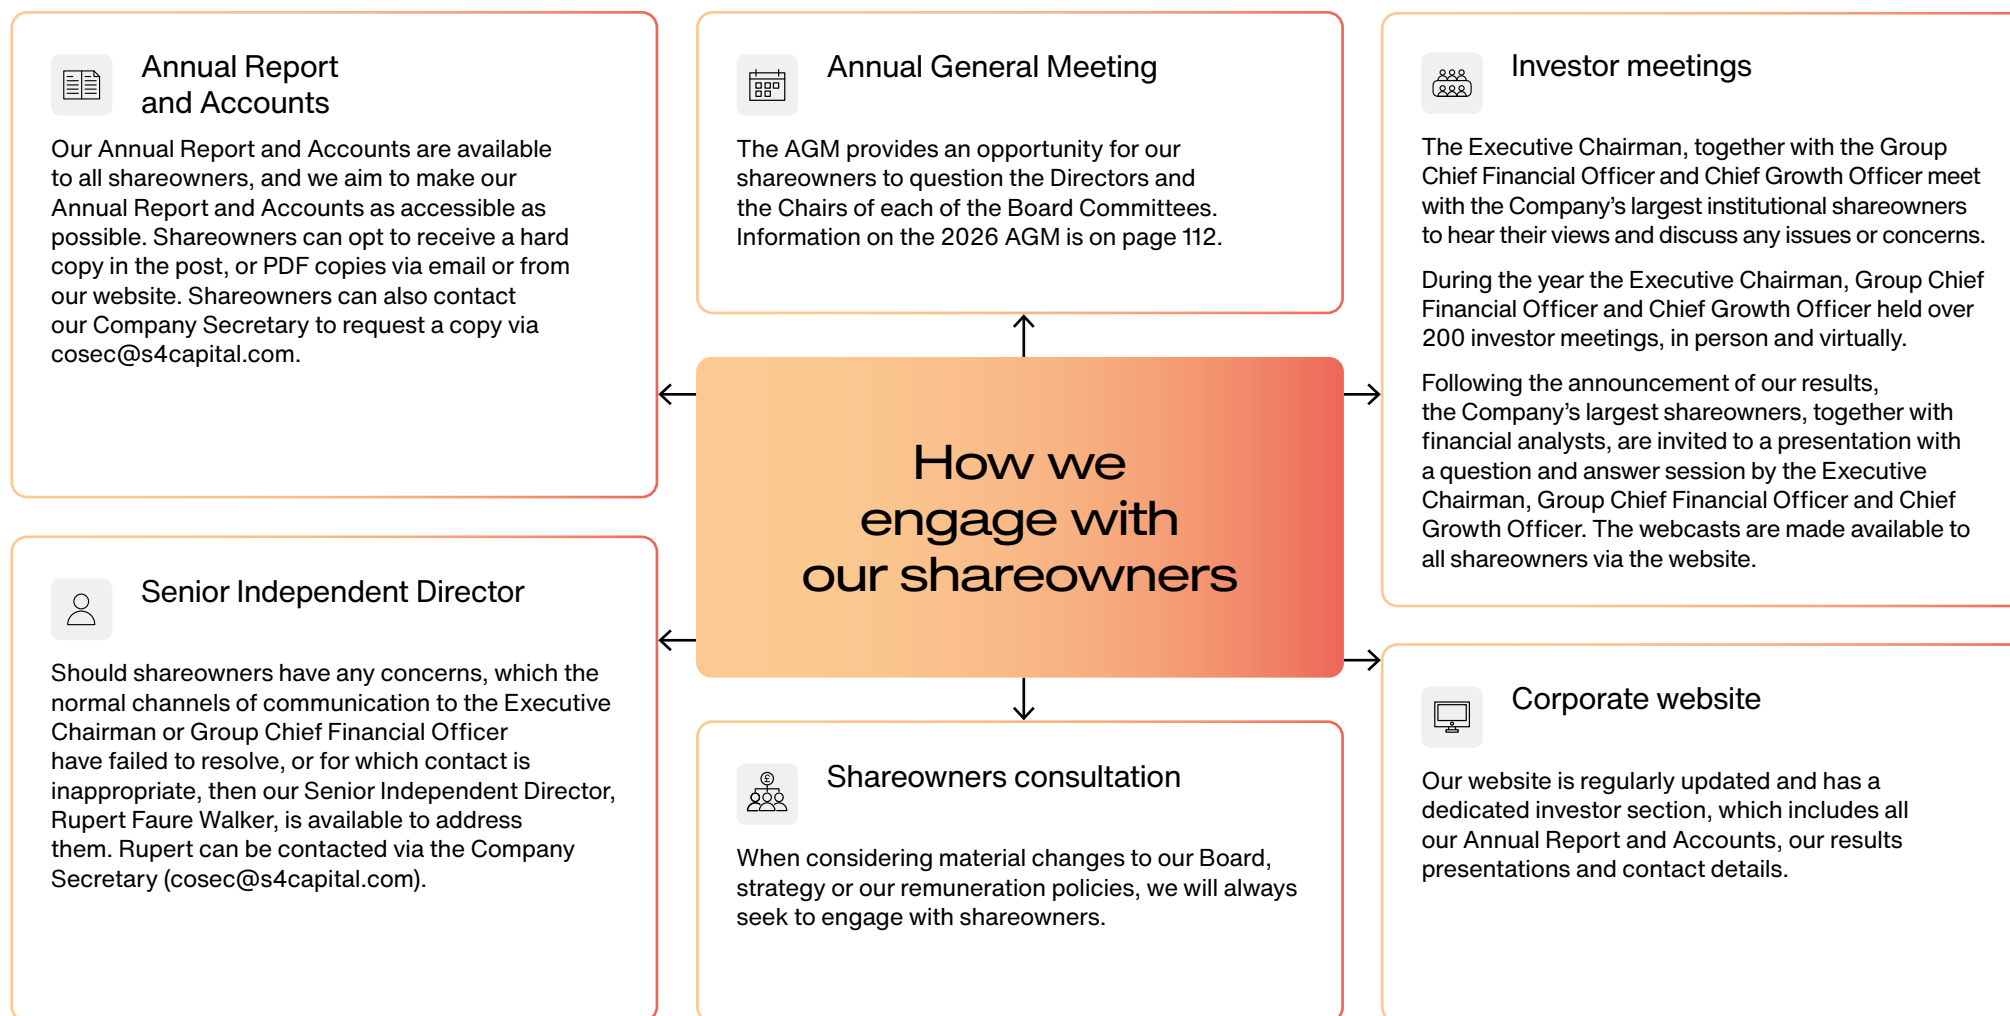 Annual Report
and Accounts
Our Annual Report and Accounts are available
to all shareowners, and we aim to make our
Annual Report and Accounts as accessible as
possible. Shareowners can opt to receive a hard
copy in the post, or PDF copies via email or from
our website. Shareowners can also contact
our Company Secretary to request a copy via
cosec@s4capital.com.
Annual General Meeting
The AGM provides an opportunity for our
shareowners to question the Directors and
the Chairs of each of the Board Committees.
Information on the 2026 AGM is on page 112.
Investor meetings
The Executive Chairman, together with the Group
Chief Financial Officer and Chief Growth Officer meet
with the Company's largest institutional shareowners
to hear their views and discuss any issues or concerns.
During the year the Executive Chairman, Group Chief
Financial Officer and Chief Growth Officer held over
200 investor meetings, in person and virtually.
Following the announcement of our results,
the Company's largest shareowners, together with
financial analysts, are invited to a presentation with
a question and answer session by the Executive
Chairman, Group Chief Financial Officer and Chief
Growth Officer. The webcasts are made available to
all shareowners via the website.
How we
engage with
our shareowners
Senior Independent Director
Should shareowners have any concerns, which the
normal channels of communication to the Executive
Chairman or Group Chief Financial Officer
have failed to resolve, or for which contact is
inappropriate, then our Senior Independent Director,
Rupert Faure Walker, is available to address
them. Rupert can be contacted via the Company
Secretary (cosec@s4capital.com).
£
Shareowners consultation
When considering material changes to our Board,
strategy or our remuneration policies, we will always
seek to engage with shareowners.
Corporate website
Our website is regularly updated and has a
dedicated investor section, which includes all
our Annual Report and Accounts, our results
presentations and contact details.